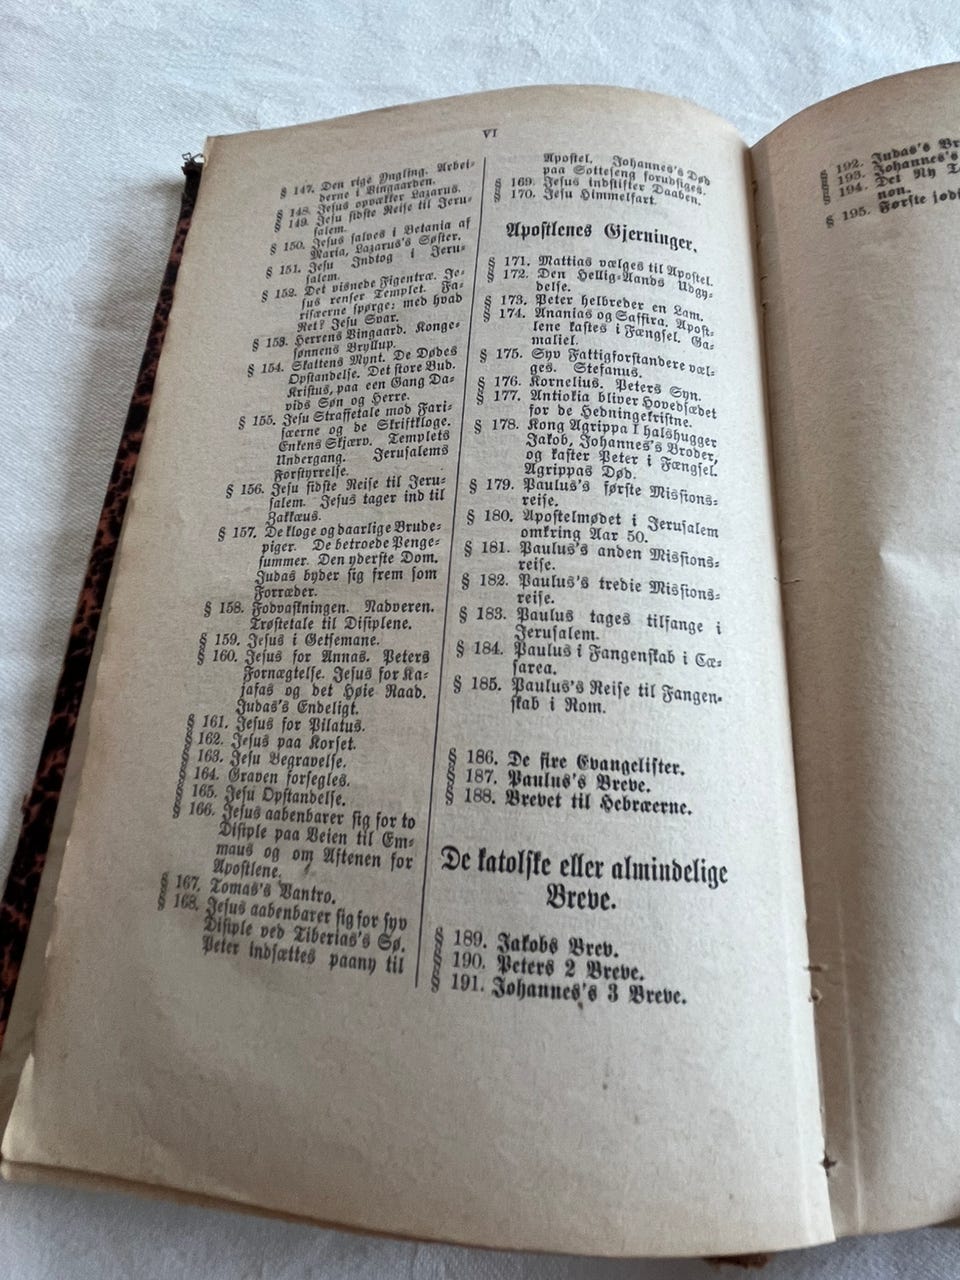 VI
§ 147. Den rige Yngling. Arbei-
derne i Vingaarden.
§ 148. Jesus opvækker Lazarus.
§ 149. Jesu sidste Reise til Jeru-
salem.
§ 150. Jesus salves i Betania af
Maria, Lazarus's Søster.
§ 151. Jesu Indtog i Jeru-
salem.
§ 152. Det visnede Figentræ. Je-
sus renser Templet. Fa-
risæerne spørge: med hvad
Ret? Jesu Svar.
§ 153. Herrens Vingaard. Konge-
sønnens Bryllup.
§ 154. Skattens Mynt. De Dødes
Opstandelse. Det store Bud.
Kristus, paa een Gang Da-
vids Søn og Herre.
§ 155. Jesu Straffetale mod Fari-
sæerne og de Skriftkloge.
Enkens Skjærv. Templets
Undergang. Jerusalems
Forstyrrelse.
§ 156. Jesu sidste Reise til Jeru-
salem. Jesus tager ind til
Zakkæus.
§ 157. De kloge og daarlige Brude-
piger. De betroede Penge-
summer. Den yderste Dom.
Judas byder sig frem som
Forræder.
§ 158. Fodvaskningen. Nadveren.
Trøstetale til Disiplene.
§ 159. Jesus i Getsemane.
§ 160. Jesus for Annas. Peters
Fornægtelse. Jesus for Ka-
jafas og det Høie Raad.
Judas's Endeligt.
§ 161. Jesus for Pilatus.
§ 162. Jesus paa Korset.
§ 163. Jesu Begravelse.
§ 164. Graven forsegles.
§ 165. Jesu Opstandelse.
§ 166. Jesus aabenbarer sig for to
Disiple paa Veien til Em-
maus og om Aftenen for
Apostlene.
§ 167. Tomas's Vantro.
§ 168. Jesus aabenbarer sig for syv
Disiple ved Tiberias's Sø.
Peter indsættes paany til
Apostel. Johannes's Død
paa Sotteseng forudsiges.
§ 169. Jesus indstifter Daaben.
§ 170. Jesu Himmelfart.
Apostlenes Gjerninger.
§ 171. Mattias vælges til Apostel.
§ 172. Den Hellig-Aands Udgy-
delse.
§ 173. Peter helbreder en Lam.
§ 174. Ananias og Saffira. Apost-
lene kastes i Fængsel. Ga-
maliel.
§ 175. Syv Fattigforstandere væl-
ges. Stefanus.
§ 176. Kornelius. Peters Syn.
§ 177. Antiokia bliver Hovedsædet
for de Hedningekristne.
§ 178. Kong Agrippa I halshugger
Jakob, Johannes's Broder,
og kaster Peter i Fængsel.
Agrippas Død.
§ 179. Paulus's første Missions-
reise.
§ 180. Apostelmødet i Jerusalem
omkring Aar 50.
§ 181. Paulus's anden Missions-
reise.
§ 182. Paulus's tredie Missions-
reise.
§ 183. Paulus tages tilfange i
Jerusalem.
§ 184. Paulus i Fangenskab i Cæ-
sarea.
§ 185. Paulus's Reise til Fangen-
skab i Rom.
§ 186. De fire Evangelister.
§ 187. Paulus's Breve.
§ 188. Brevet til Hebræerne.
De katolske eller almindelige
Breve.
§ 189. Jakobs Brev.
§ 190. Peters 2 Breve.
§ 191. Johannes's 3 Breve.
§ 192. Judas's Br
§ 193. Johannes's
§ 194. Det Ny T
non.
§ 195. Første jød